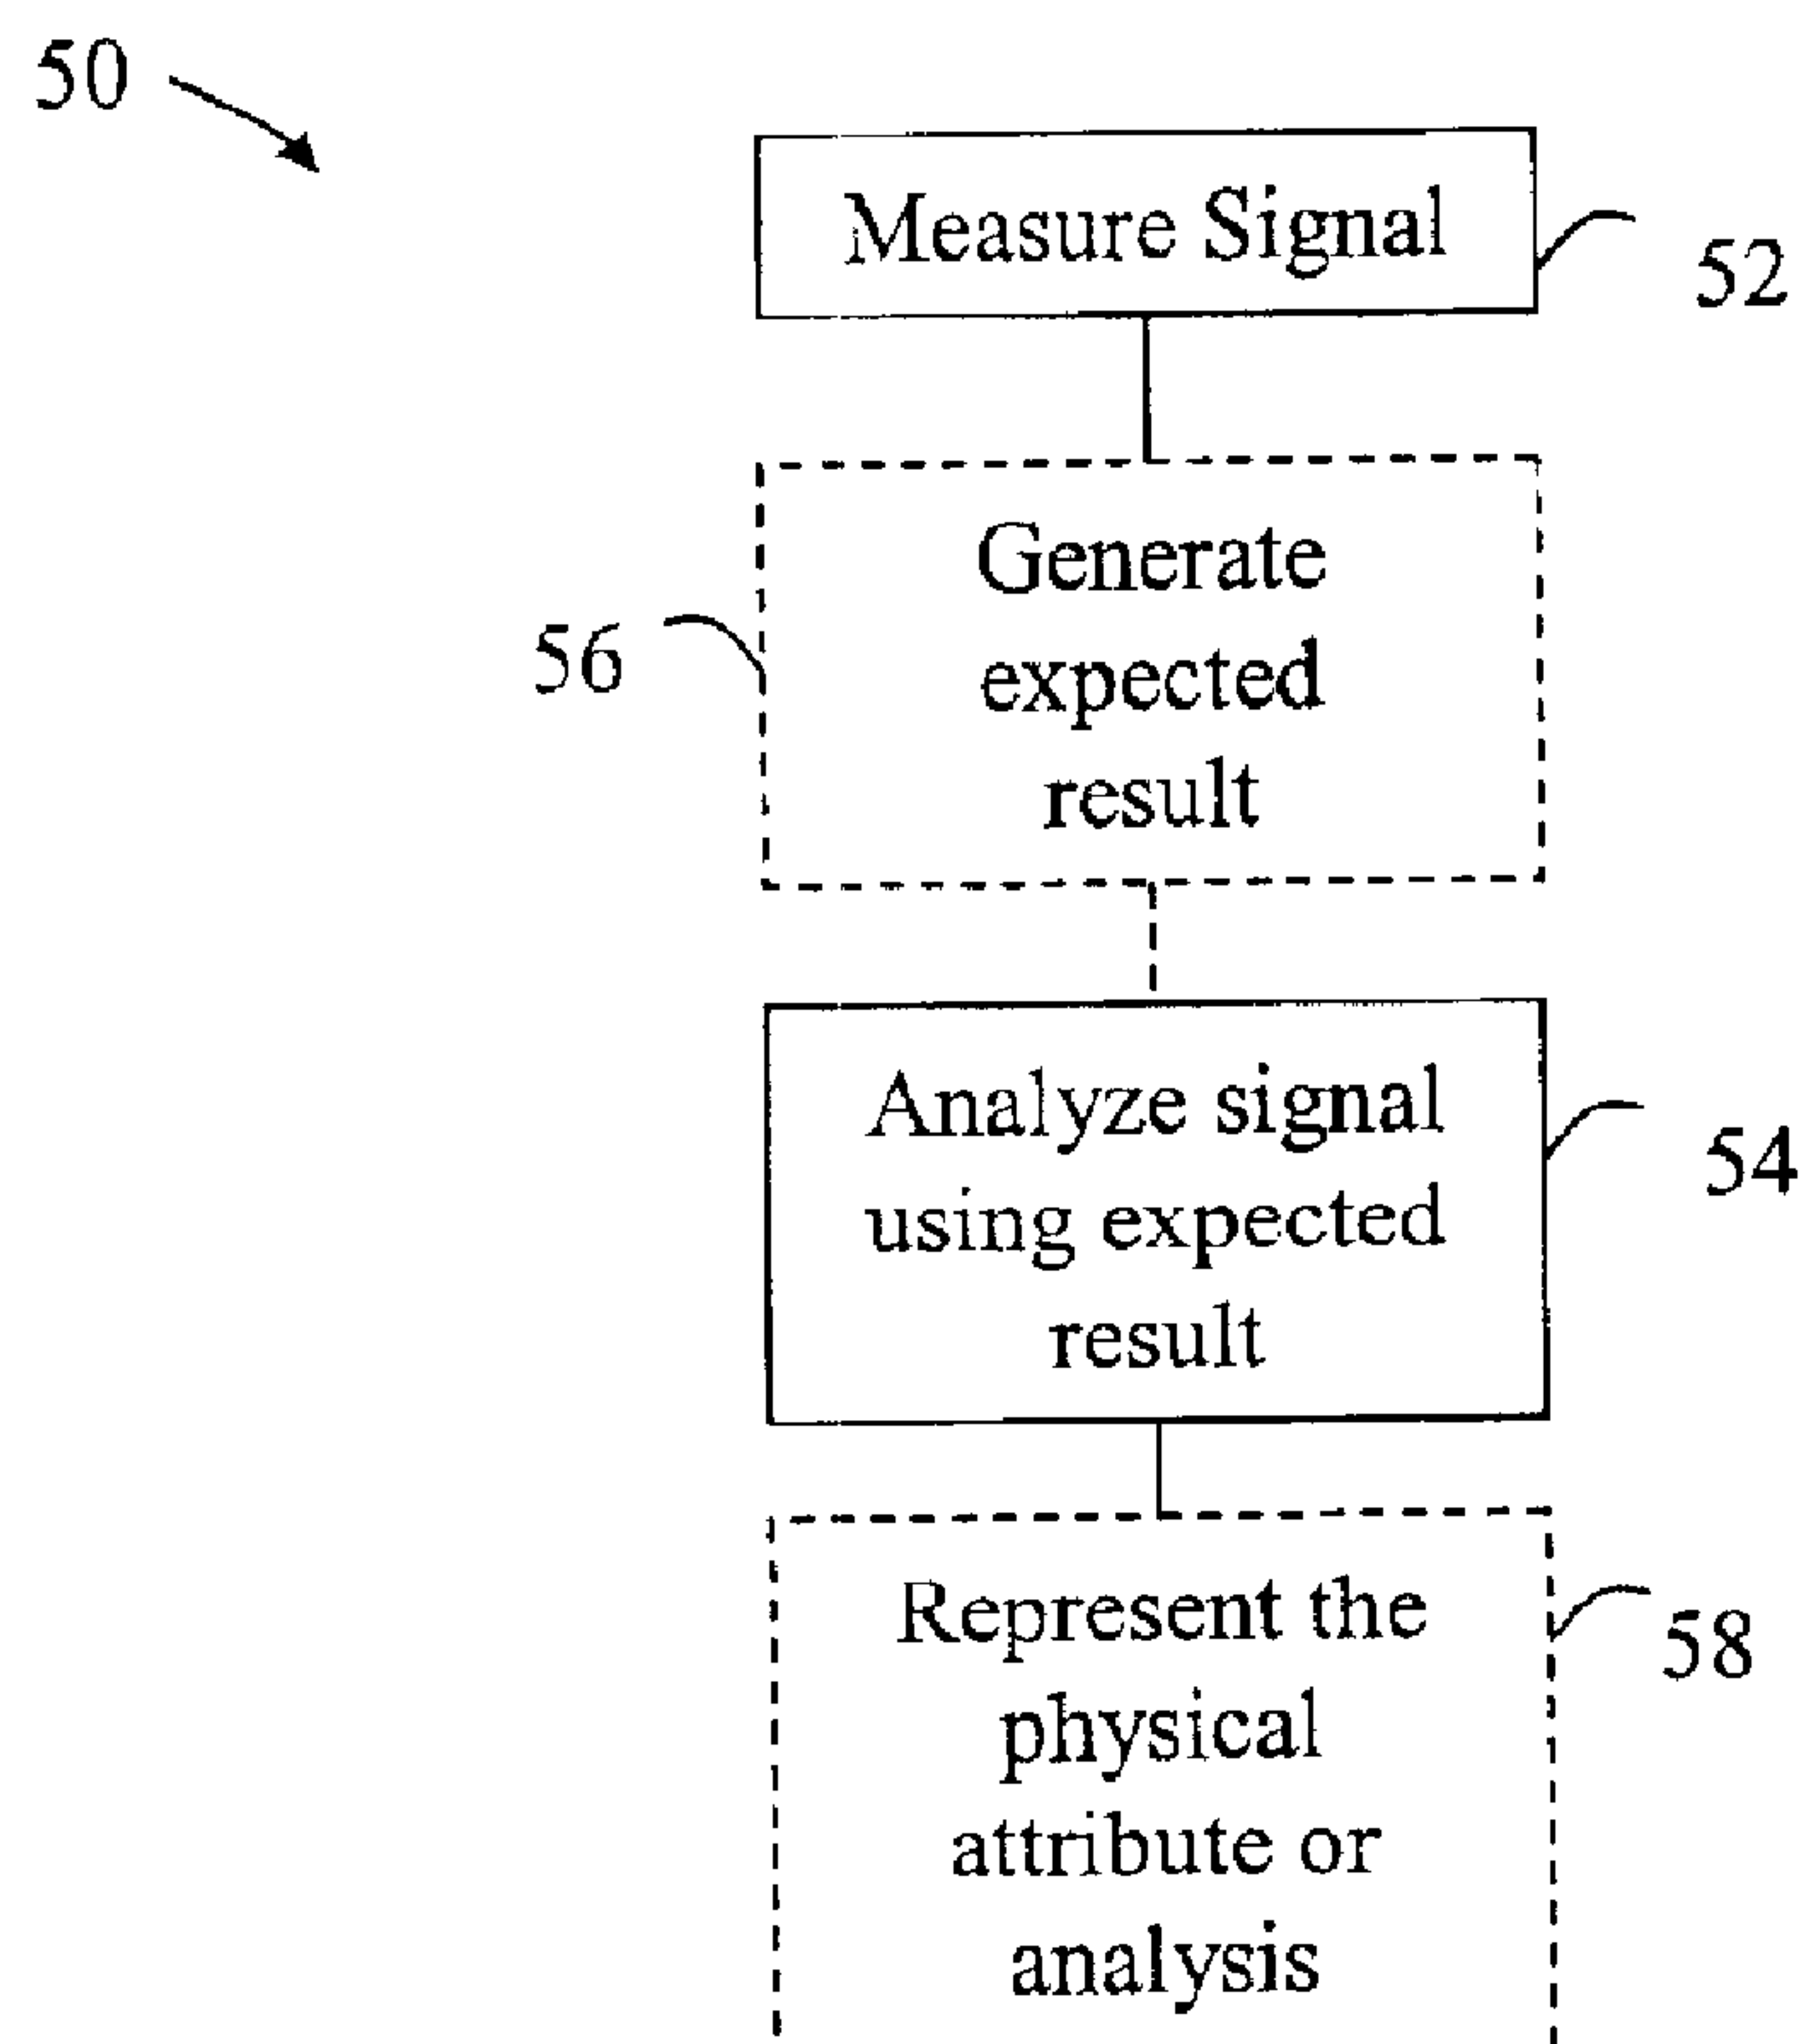 50
Measure Signal
52
Generate
expected
result
56
Analyze signal
using expected
result
54
Represent the
physical
attribute or
analysis
58